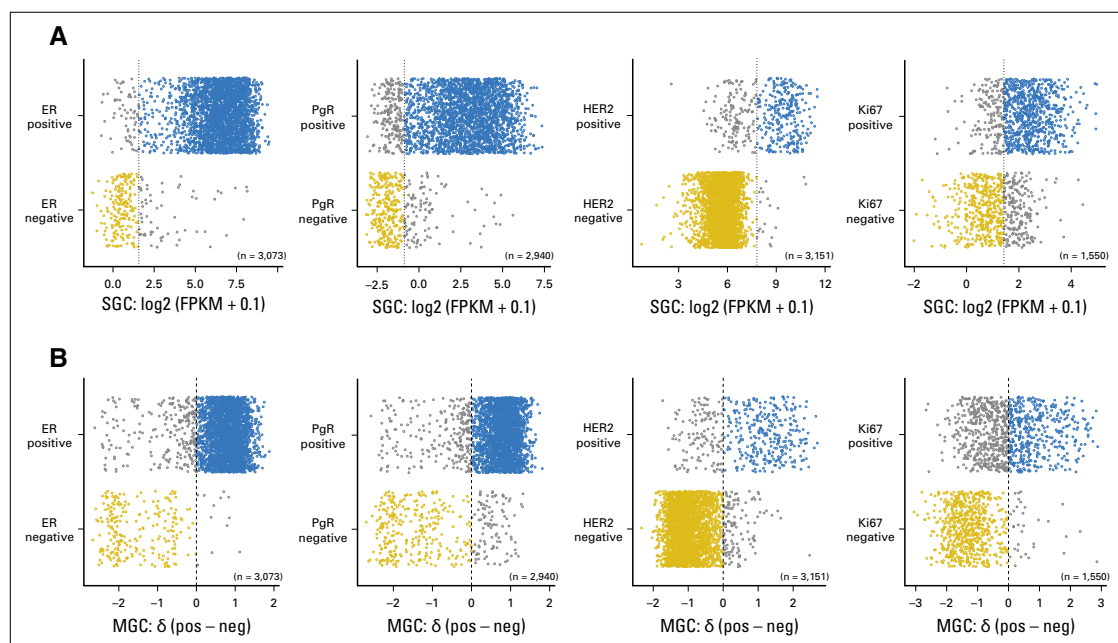 A
ER
positive
ER
negative
(n = 3,073)
0.0 2.5 5.0 7.5
SGC: log2 (FPKM + 0.1)
PgR
positive
PgR
negative
(n = 2,940)
−2.5 0.0 2.5 5.0 7.5
SGC: log2 (FPKM + 0.1)
HER2
positive
HER2
negative
(n = 3,151)
3 6 9 12
SGC: log2 (FPKM + 0.1)
Ki67
positive
Ki67
negative
(n = 1,550)
−2 0 2 4
SGC: log2 (FPKM + 0.1)
B
ER
positive
ER
negative
(n = 3,073)
−2 −1 0 1 2
MGC: δ (pos – neg)
PgR
positive
PgR
negative
(n = 2,940)
−2 −1 0 1 2
MGC: δ (pos – neg)
HER2
positive
HER2
negative
(n = 3,151)
−2 −1 0 1 2
MGC: δ (pos – neg)
Ki67
positive
Ki67
negative
(n = 1,550)
−3 −2 −1 0 1 2 3
MGC: δ (pos – neg)